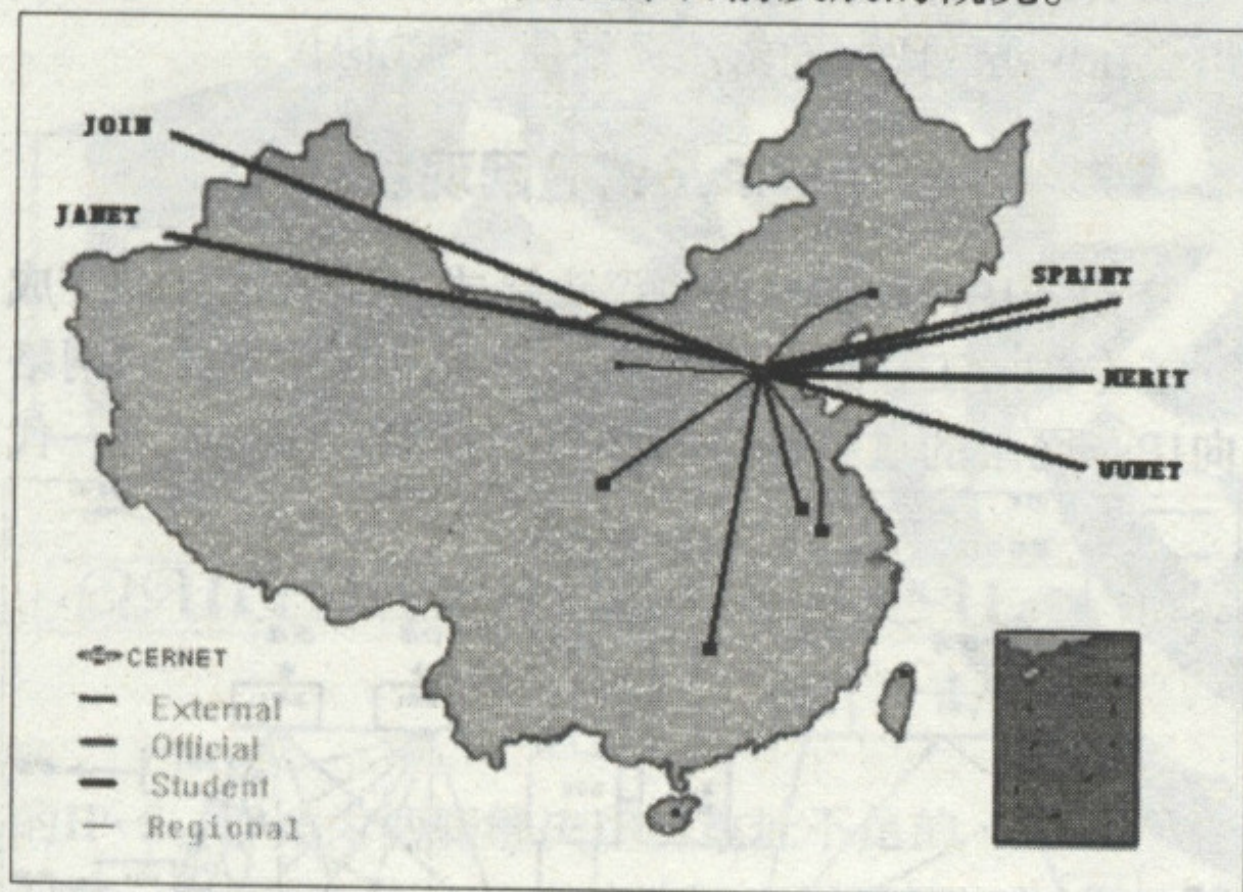 JOIN
JANET
SPRINT
MERIT
UUNET
CERNET
External
Official
Student
Regional